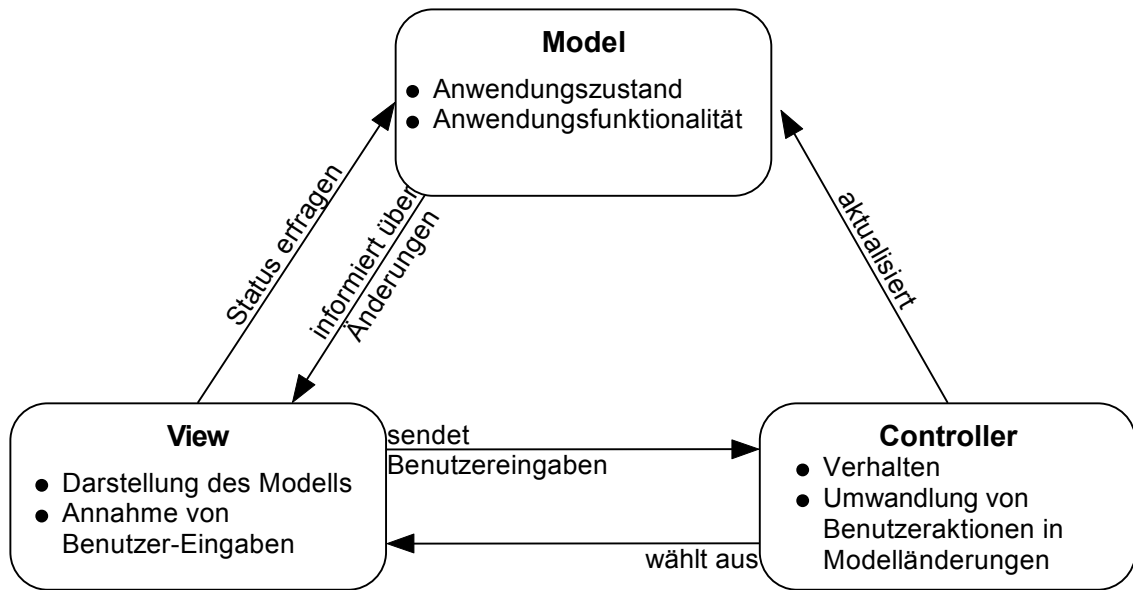 Model
● Anwendungszustand
● Anwendungsfunktionalität
Status erfragen
informiert über
Änderungen
aktualisiert
View
● Darstellung des Modells
● Annahme von
Benutzer-Eingaben
sendet
Benutzereingaben
wählt aus
Controller
● Verhalten
● Umwandlung von
Benutzeraktionen in
Modelländerungen